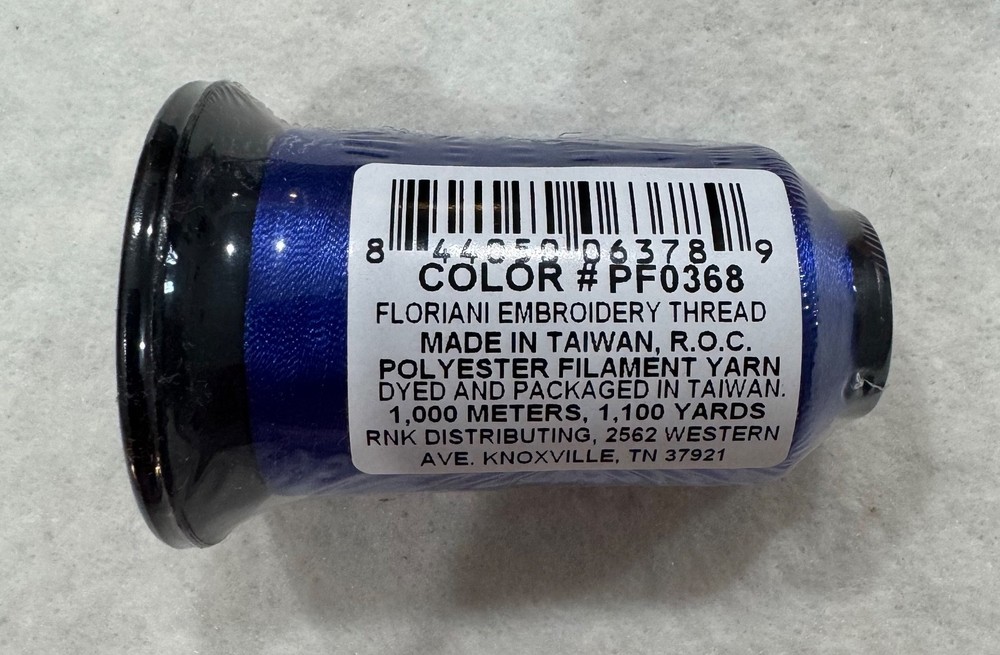 8 44050 06378 9
COLOR # PF0368
FLORIANI EMBROIDERY THREAD
MADE IN TAIWAN, R.O.C.
POLYESTER FILAMENT YARN
DYED AND PACKAGED IN TAIWAN.
1,000 METERS, 1,100 YARDS
RNK DISTRIBUTING, 2562 WESTERN
AVE. KNOXVILLE, TN 37921